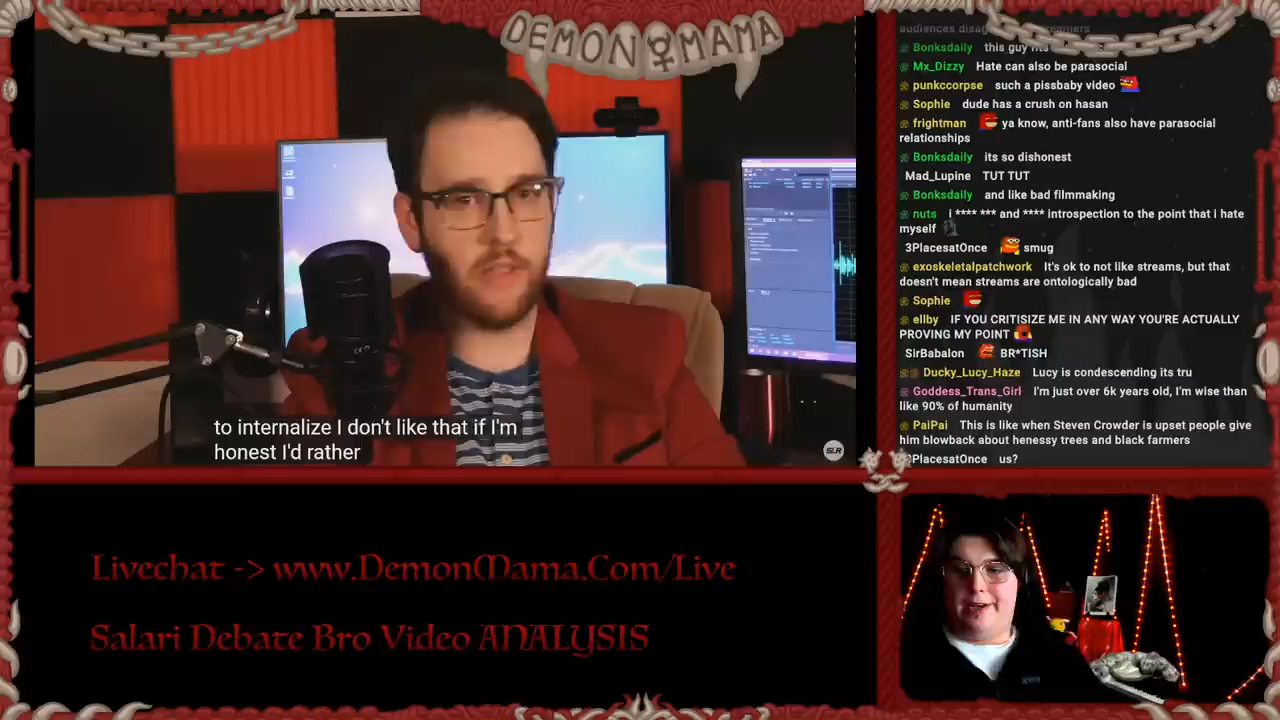 DEMON MAMA
audiences
Bonksdaily this guy
Mx_Dizzy Hate can also be parasocial
punkccorpse such a pissbaby video
Sophie dude has a crush on hasan
frightman ya know, anti-fans also have parasocial
relationships
Bonksdaily its so dishonest
Mad_Lupine TUT TUT
Bonksdaily and like bad filmmaking
nuts i **** *** and **** introspecion to the point that i hate
myself
3PlacesatOnce smug
exoskeletalpatchwork It's ok to not like streams, but that
doesn't mean streams are ontologically bad
Sophie
ellby IF YOU CRITISIZE ME IN ANY WAY YOU'RE ACTUALLY
PROVING MY POINT
SirBabalon BR*TISH
Ducky_Lucy_Haze Lucy is condescending its tru
Goddess_Trans_Girl I'm just over 6k years old, I'm wise than
like 90% of humanity
PaiPai This is like when Steven Crowder is upset people give
him blowback about henessy trees and black farmers
PlacesatOnce us?
to internalize I don't like that if I'm
honest I'd rather
SLR
Livechat -> www.DemonMama.Com/Live
Salari Debate Bro Video ANALYSIS